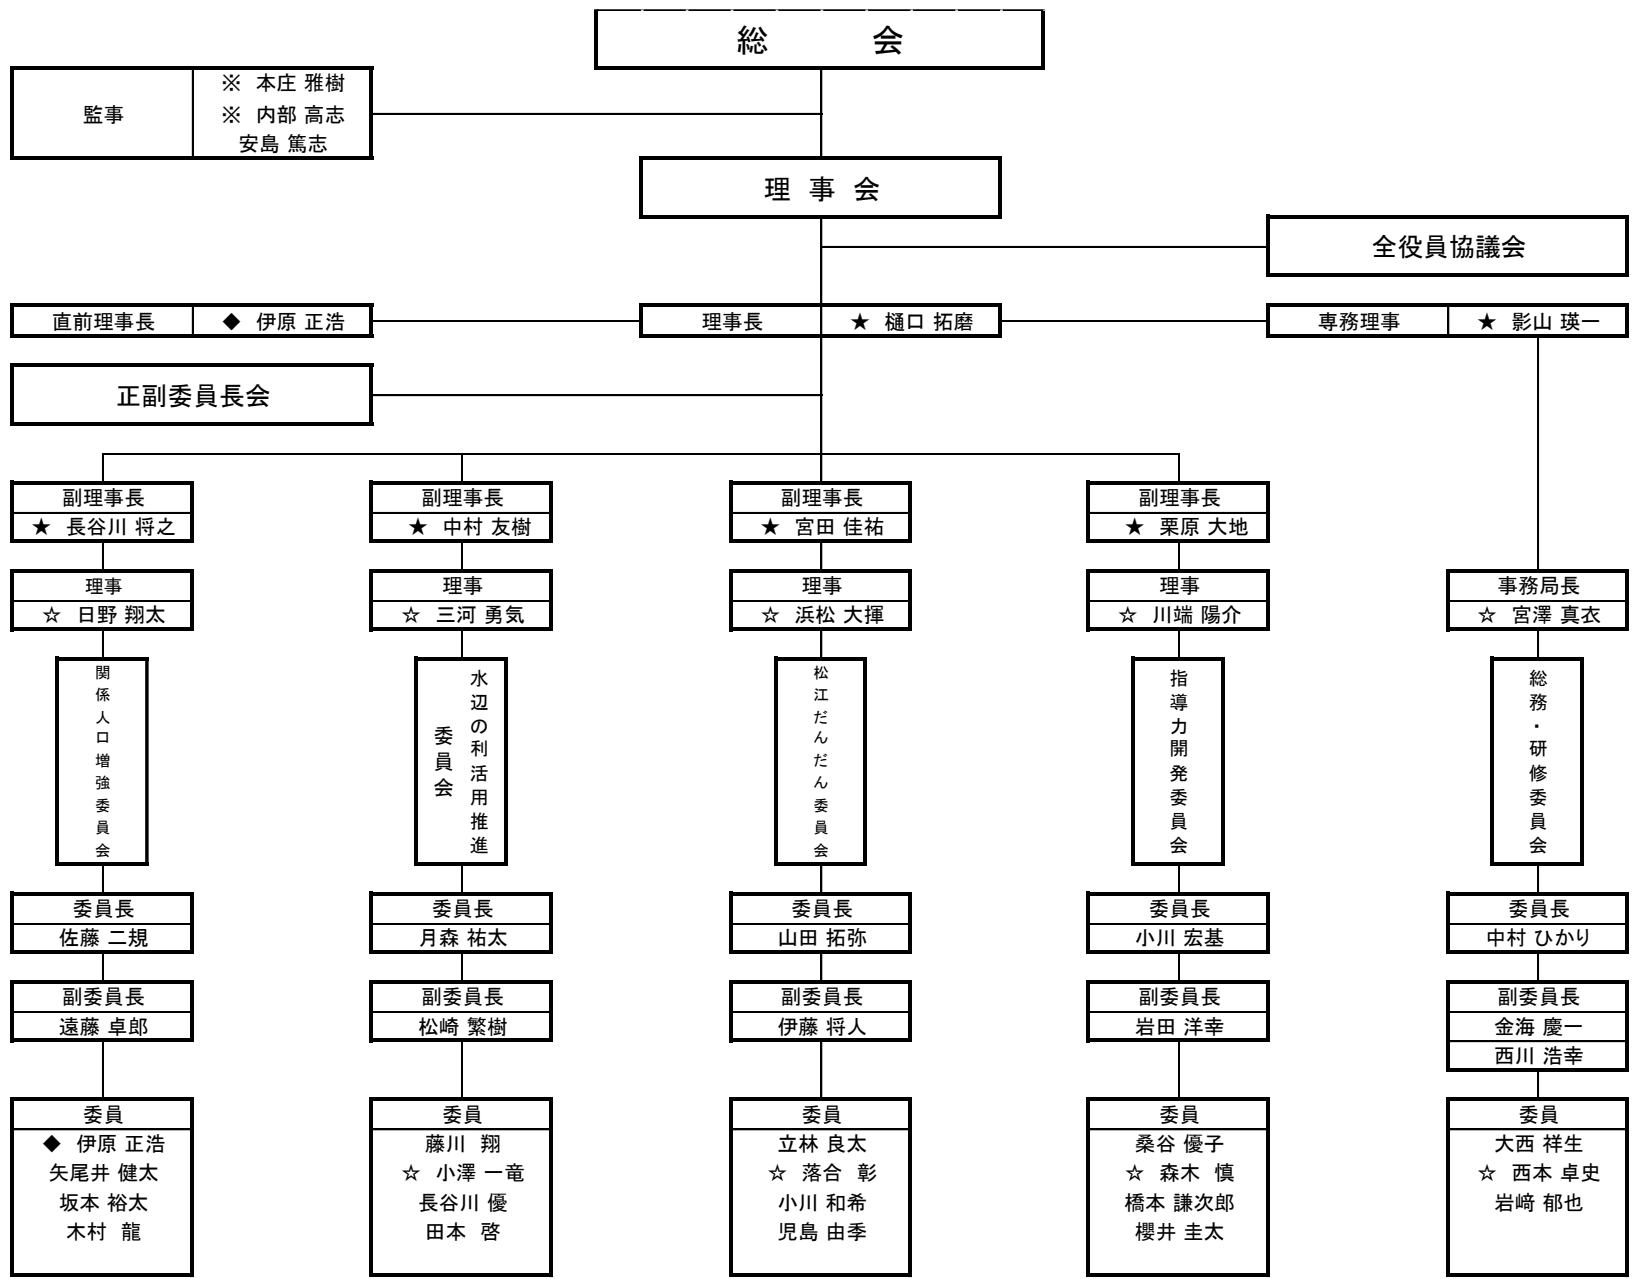 総 会
監事
※ 本庄 雅樹
※ 内部 高志
安島 篤志
理 事 会
全役員協議会
直前理事長 ◆ 伊原 正浩
理事長 ★ 樋口 拓磨
専務理事 ★ 影山 瑛一
正副委員長会
副理事長
★ 長谷川 将之
理事
☆ 日野 翔太
関係人口増強委員会
委員長
佐藤 二規
副委員長
遠藤 卓郎
委員
◆ 伊原 正浩
矢尾井 健太
坂本 裕太
木村 龍
副理事長
★ 中村 友樹
理事
☆ 三河 勇気
水辺の利活用推進
委員会
委員長
月森 祐太
副委員長
松崎 繁樹
委員
藤川 翔
☆ 小澤 一竜
長谷川 優
田本 啓
副理事長
★ 宮田 佳祐
理事
☆ 浜松 大揮
松江だんだん委員会
委員長
山田 拓弥
副委員長
伊藤 将人
委員
立林 良太
☆ 落合 彰
小川 和希
児島 由季
副理事長
★ 栗原 大地
理事
☆ 川端 陽介
指導力開発委員会
委員長
小川 宏基
副委員長
岩田 洋幸
委員
桑谷 優子
☆ 森木 慎
橋本 謙次郎
櫻井 圭太
事務局長
☆ 宮澤 真衣
総務・研修委員会
委員長
中村 ひかり
副委員長
金海 慶一
西川 浩幸
委員
大西 祥生
☆ 西本 卓史
岩﨑 郁也